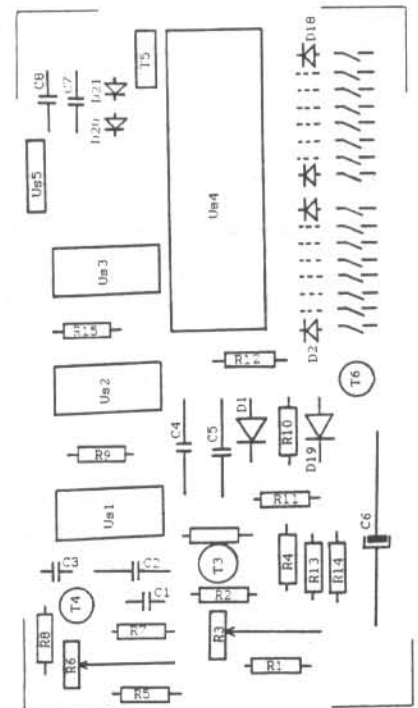 D18
C8
C7
D21
D20
T5
Us5
Us4
Us3
R15
D2
R12
T6
Us2
R9
C4
C5
D1
R10
D19
Us1
R11
C6
C3
C2
T3
R4
R13
R14
T4
C1
R2
R8
R7
R3
R6
R1
R5